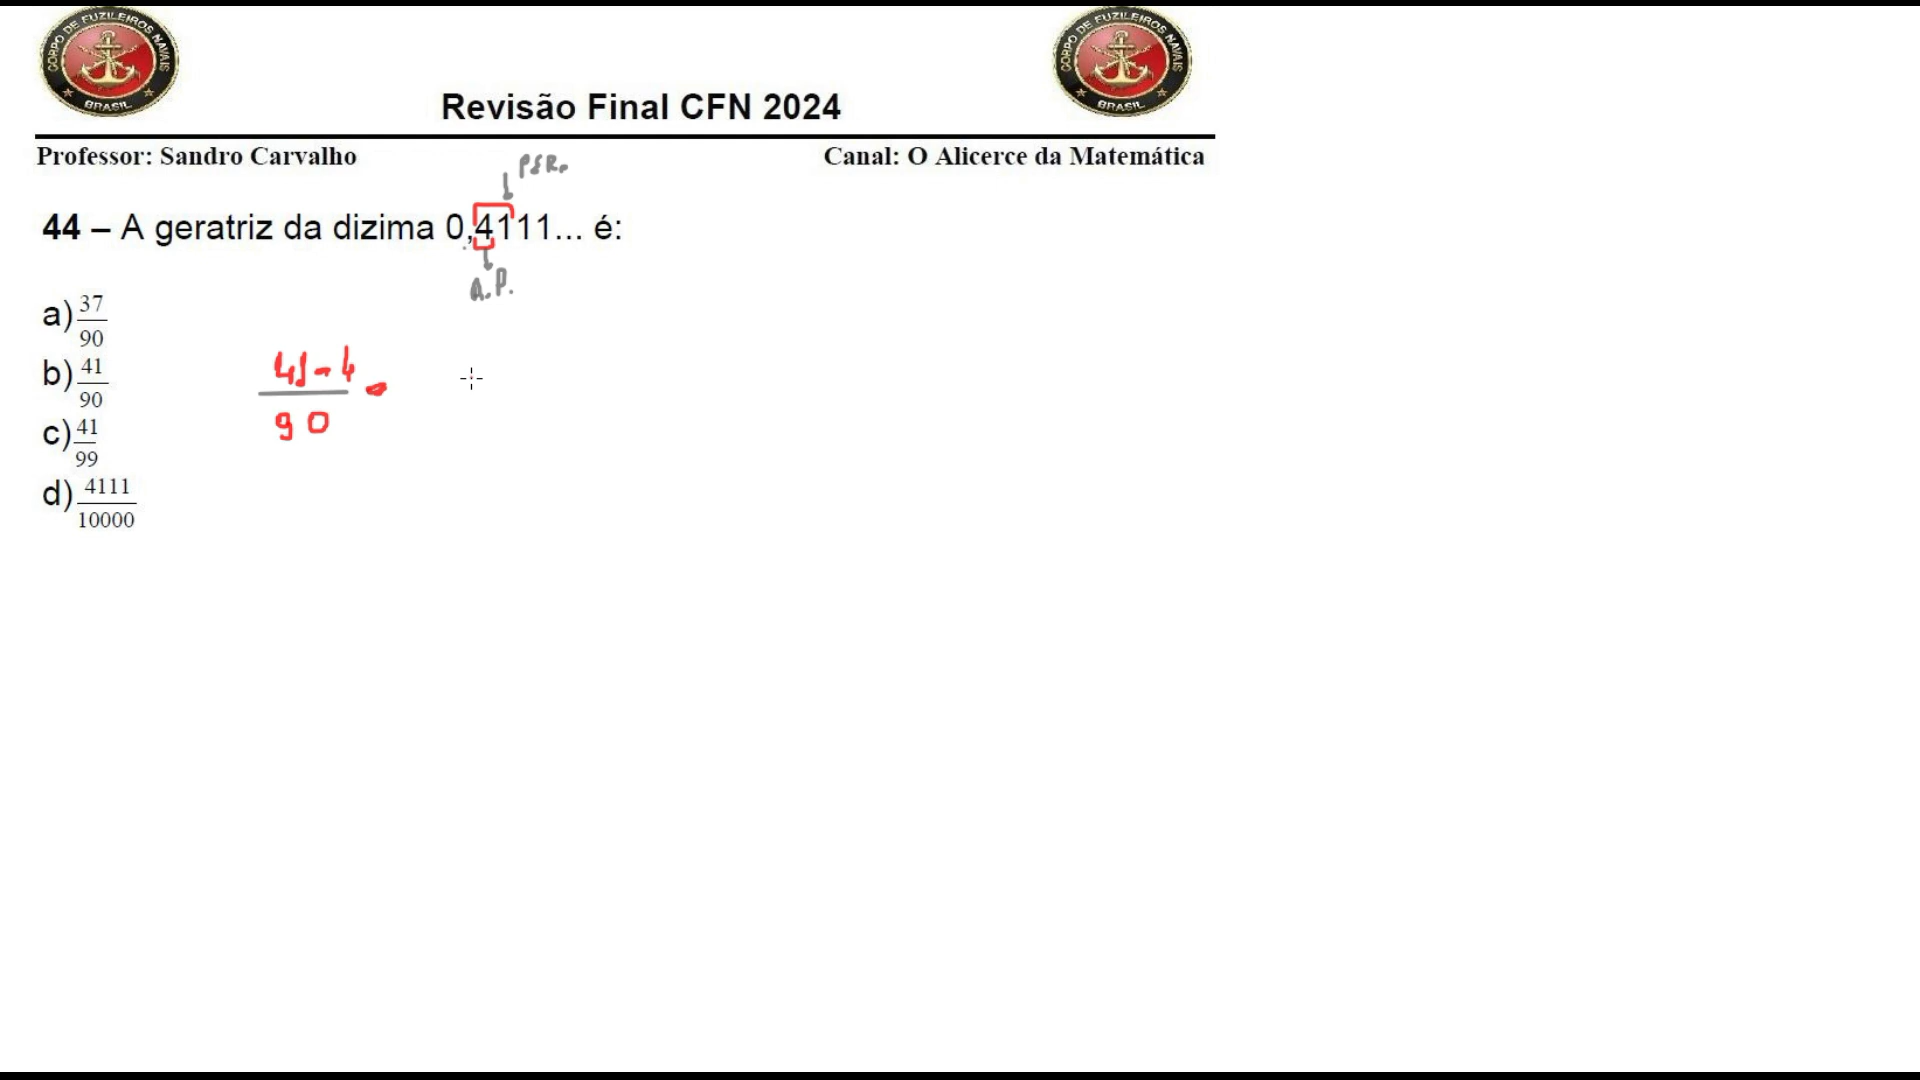 CORPO DE FUZILEIROS NAVAIS
BRASIL
CORPO DE FUZILEIROS NAVAIS
BRASIL
Revisão Final CFN 2024
Professor: Sandro Carvalho
Canal: O Alicerce da Matemática
44 – A geratriz da dizima 0,4111... é:
A.P.
a) 37/90
b) 41/90
c) 41/99
d) 4111/10000
41-4
90